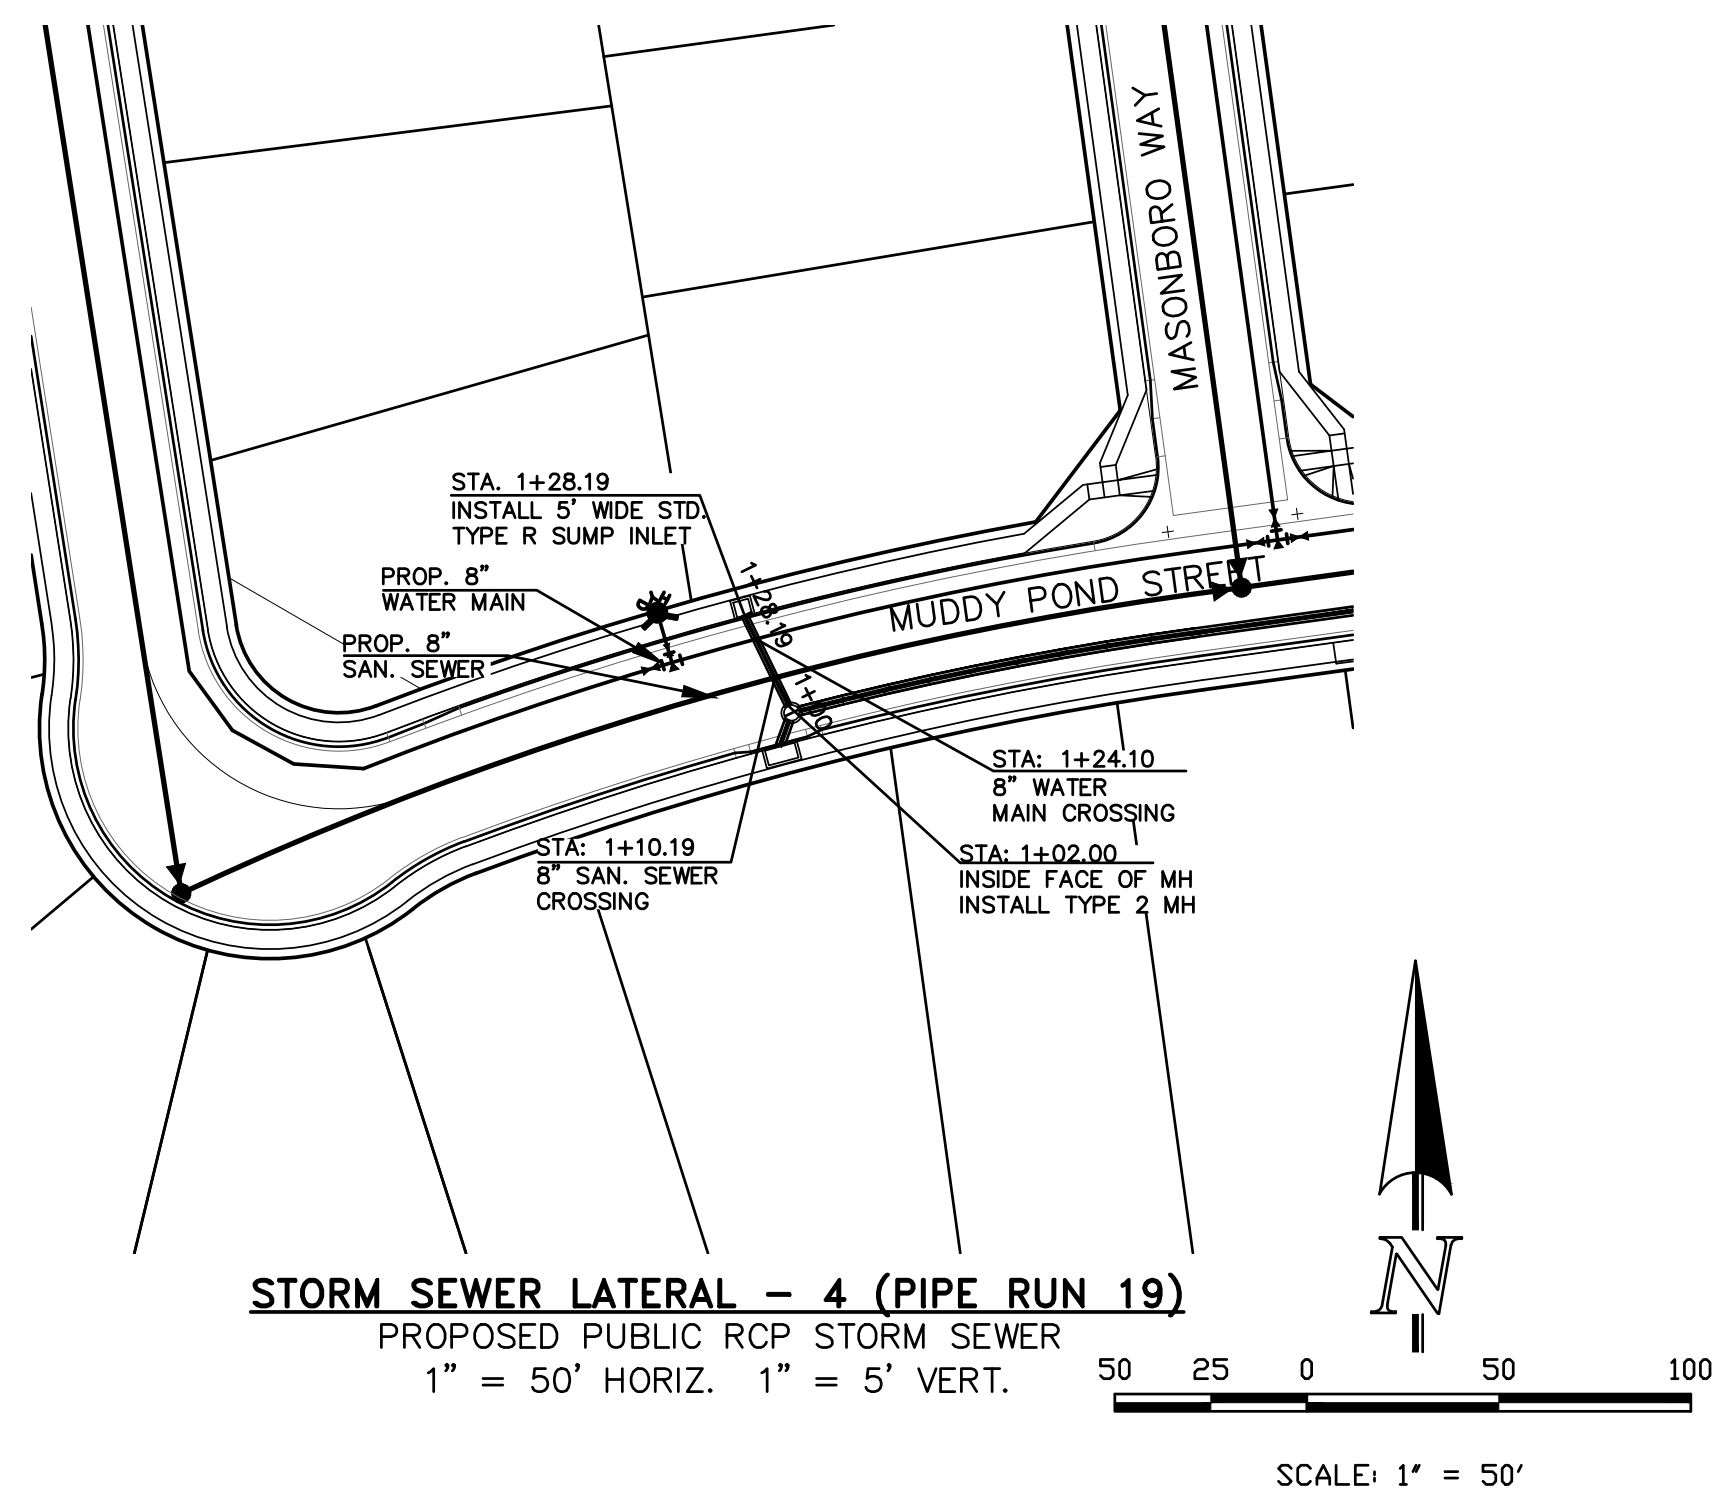 MASONBORO WAY
STA. 1+28.19
INSTALL 5' WIDE STD.
TYPE R SUMP INLET
PROP. 8"
WATER MAIN
PROP. 8"
SAN. SEWER
1+28.19
1+00
MUDDY POND STREET
STA: 1+24.10
8" WATER
MAIN CROSSING
STA: 1+10.19
8" SAN. SEWER
CROSSING
STA: 1+02.00
INSIDE FACE OF MH
INSTALL TYPE 2 MH
N
STORM SEWER LATERAL - 4 (PIPE RUN 19)
PROPOSED PUBLIC RCP STORM SEWER
1" = 50' HORIZ. 1" = 5' VERT.
50 25 0 50 100
SCALE: 1" = 50'